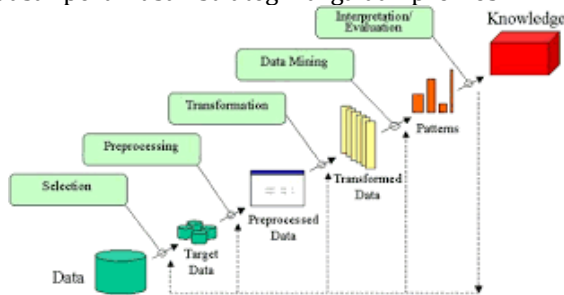 Interpretation/
Evaluation
Knowledge
Data Mining
Transformation
Patterns
Preprocessing
Transformed
Data
Selection
Preprocessed
Data
Target
Data
Data